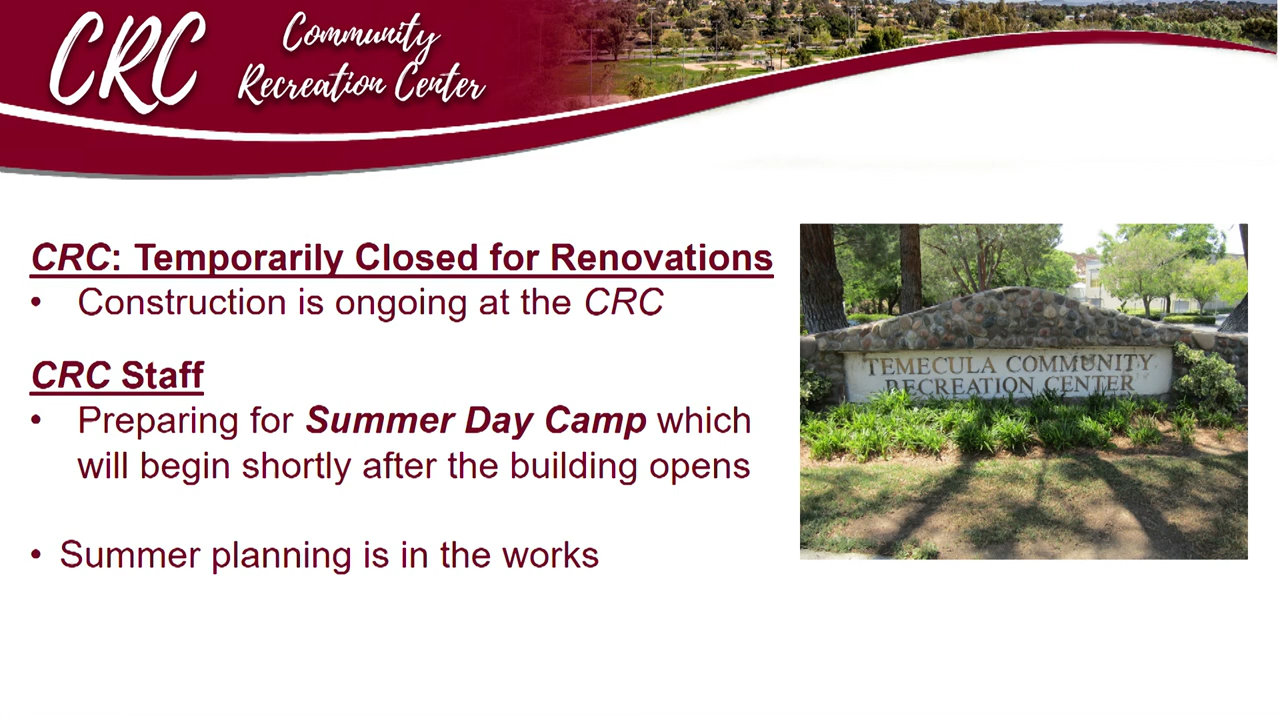 CRC
Community
Recreation Center
CRC: Temporarily Closed for Renovations
• Construction is ongoing at the CRC
CRC Staff
• Preparing for Summer Day Camp which
will begin shortly after the building opens
• Summer planning is in the works
TEMECULA COMMUNITY
RECREATION CENTER